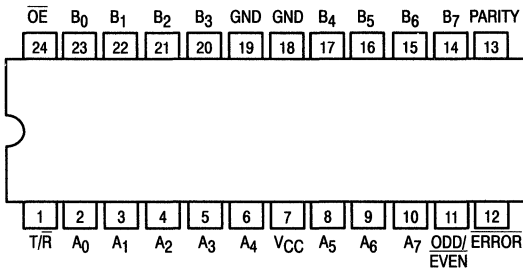 OE B0 B1 B2 B3 GND GND B4 B5 B6 B7 PARITY
24 23 22 21 20 19 18 17 16 15 14 13
1 2 3 4 5 6 7 8 9 10 11 12
T/R A0 A1 A2 A3 A4 VCC A5 A6 A7 ODD/ ERROR
EVEN